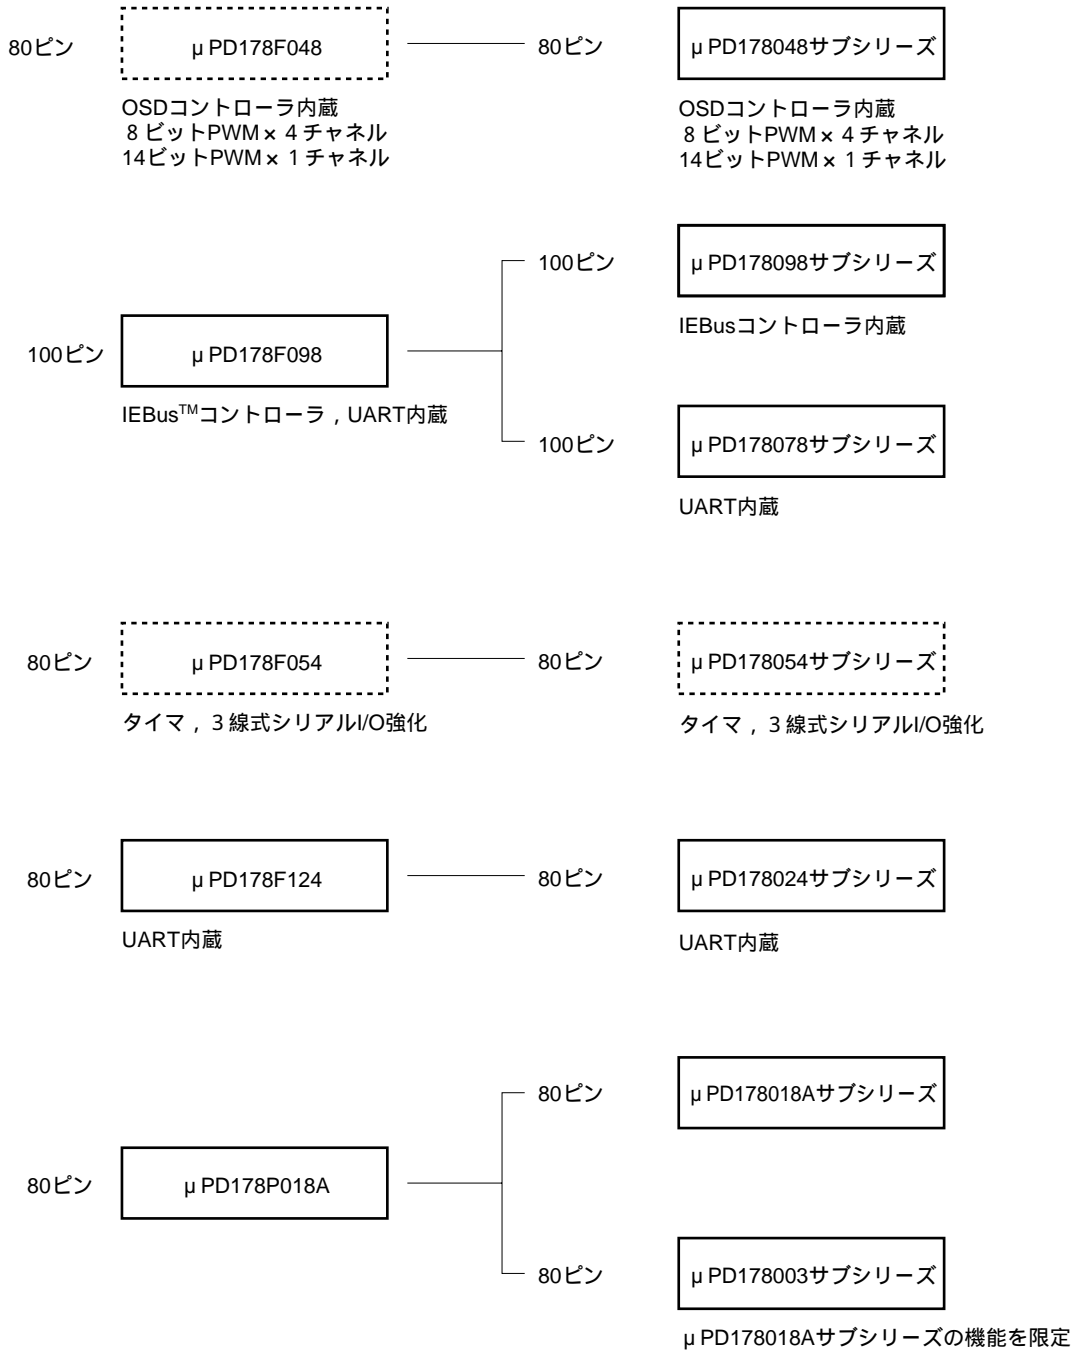 80ピン
μPD178F048
80ピン
μPD178048サブシリーズ
OSDコントローラ内蔵
8ビットPWM×4チャネル
14ビットPWM×1チャネル
OSDコントローラ内蔵
8ビットPWM×4チャネル
14ビットPWM×1チャネル
100ピン
μPD178098サブシリーズ
IEBusコントローラ内蔵
100ピン
μPD178F098
IEBus™コントローラ，UART内蔵
100ピン
μPD178078サブシリーズ
UART内蔵
80ピン
μPD178F054
80ピン
μPD178054サブシリーズ
タイマ，3線式シリアルI/O強化
タイマ，3線式シリアルI/O強化
80ピン
μPD178F124
80ピン
μPD178024サブシリーズ
UART内蔵
UART内蔵
80ピン
μPD178018Aサブシリーズ
80ピン
μPD178P018A
80ピン
μPD178003サブシリーズ
μPD178018Aサブシリーズの機能を限定